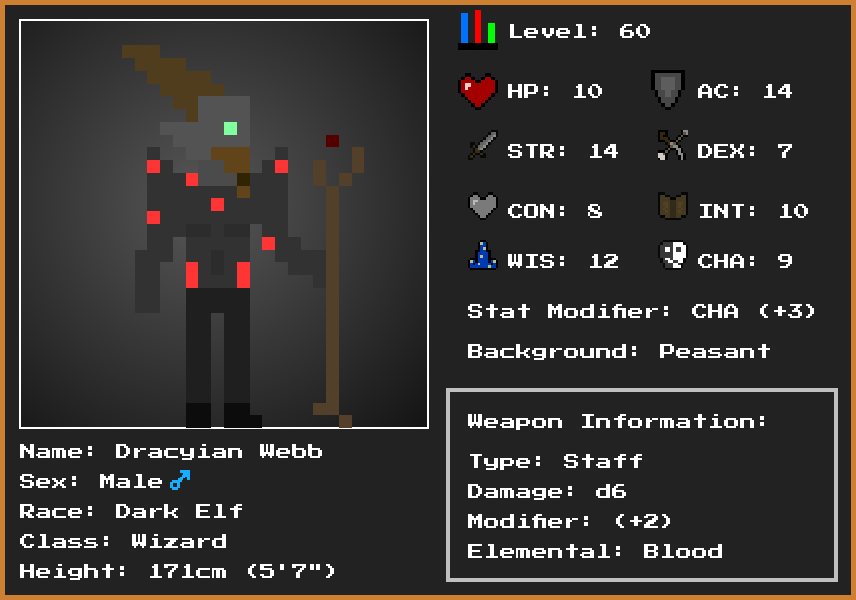 Level: 60
HP: 10 AC: 14
STR: 14 DEX: 7
CON: 8 INT: 10
WIS: 12 CHA: 9
Stat Modifier: CHA (+3)
Background: Peasant
Weapon Information:
Type: Staff
Damage: d6
Modifier: (+2)
Elemental: Blood
Name: Dracyian Webb
Sex: Male♂
Race: Dark Elf
Class: Wizard
Height: 171cm (5'7")